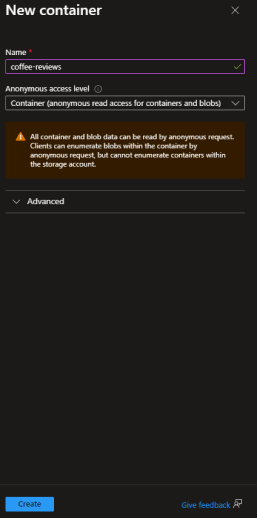 New container
Name *
coffee-reviews
Anonymous access level
Container (anonymous read access for containers and blobs)
All container and blob data can be read by anonymous request.
Clients can enumerate blobs within the container by
anonymous request, but cannot enumerate containers within
the storage account.
Advanced
Create
Give feedback